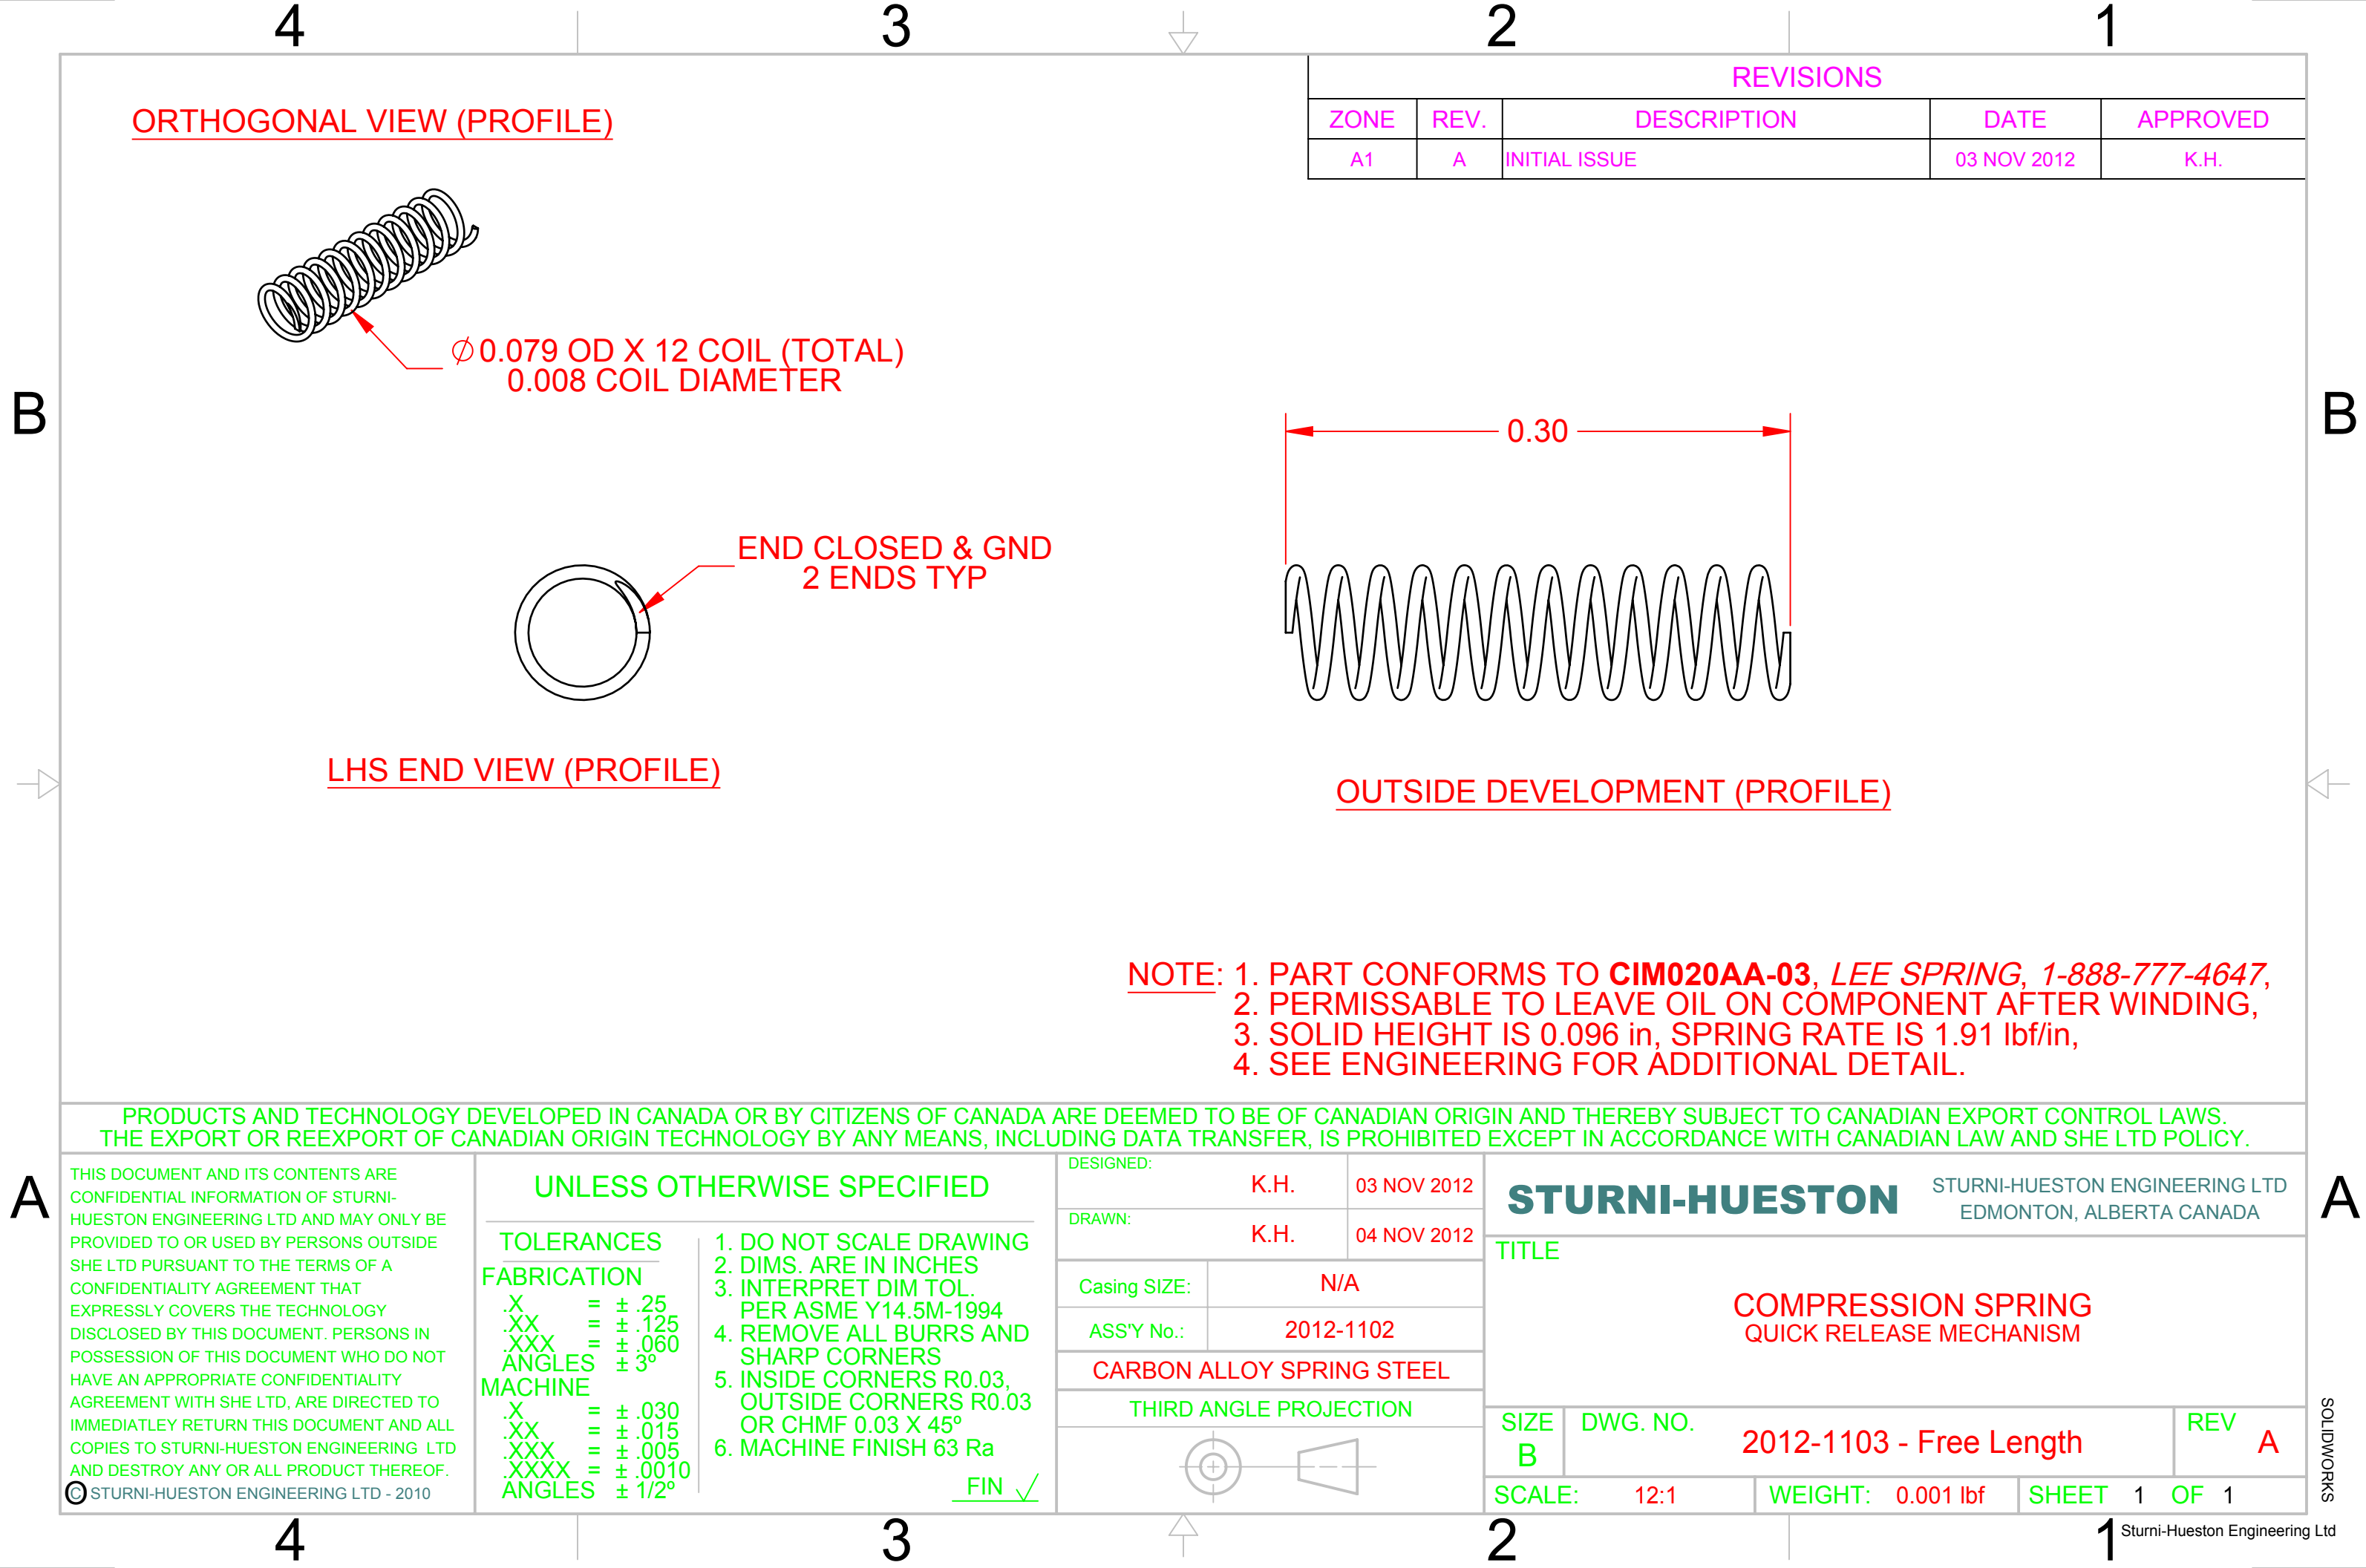 4 3 2 1
REVISIONS
ZONE REV. DESCRIPTION DATE APPROVED
A1 A INITIAL ISSUE 03 NOV 2012 K.H.
ORTHOGONAL VIEW (PROFILE)
∅0.079 OD X 12 COIL (TOTAL)
0.008 COIL DIAMETER
B B
0.30
END CLOSED & GND
2 ENDS TYP
LHS END VIEW (PROFILE)
OUTSIDE DEVELOPMENT (PROFILE)
NOTE: 1. PART CONFORMS TO CIM020AA-03, LEE SPRING, 1-888-777-4647,
2. PERMISSABLE TO LEAVE OIL ON COMPONENT AFTER WINDING,
3. SOLID HEIGHT IS 0.096 in, SPRING RATE IS 1.91 lbf/in,
4. SEE ENGINEERING FOR ADDITIONAL DETAIL.
PRODUCTS AND TECHNOLOGY DEVELOPED IN CANADA OR BY CITIZENS OF CANADA ARE DEEMED TO BE OF CANADIAN ORIGIN AND THEREBY SUBJECT TO CANADIAN EXPORT CONTROL LAWS.
THE EXPORT OR REEXPORT OF CANADIAN ORIGIN TECHNOLOGY BY ANY MEANS, INCLUDING DATA TRANSFER, IS PROHIBITED EXCEPT IN ACCORDANCE WITH CANADIAN LAW AND SHE LTD POLICY.
A A
THIS DOCUMENT AND ITS CONTENTS ARE
CONFIDENTIAL INFORMATION OF STURNI-
HUESTON ENGINEERING LTD AND MAY ONLY BE
PROVIDED TO OR USED BY PERSONS OUTSIDE
SHE LTD PURSUANT TO THE TERMS OF A
CONFIDENTIALITY AGREEMENT THAT
EXPRESSLY COVERS THE TECHNOLOGY
DISCLOSED BY THIS DOCUMENT. PERSONS IN
POSSESSION OF THIS DOCUMENT WHO DO NOT
HAVE AN APPROPRIATE CONFIDENTIALITY
AGREEMENT WITH SHE LTD, ARE DIRECTED TO
IMMEDIATLEY RETURN THIS DOCUMENT AND ALL
COPIES TO STURNI-HUESTON ENGINEERING LTD
AND DESTROY ANY OR ALL PRODUCT THEREOF.
© STURNI-HUESTON ENGINEERING LTD - 2010
UNLESS OTHERWISE SPECIFIED
TOLERANCES
FABRICATION
.X = ± .25
.XX = ± .125
.XXX = ± .060
ANGLES ± 3º
MACHINE
.X = ± .030
.XX = ± .015
.XXX = ± .005
.XXXX = ± .0010
ANGLES ± 1/2º
1. DO NOT SCALE DRAWING
2. DIMS. ARE IN INCHES
3. INTERPRET DIM TOL.
PER ASME Y14.5M-1994
4. REMOVE ALL BURRS AND
SHARP CORNERS
5. INSIDE CORNERS R0.03,
OUTSIDE CORNERS R0.03
OR CHMF 0.03 X 45º
6. MACHINE FINISH 63 Ra
FIN
DESIGNED: K.H. 03 NOV 2012
DRAWN: K.H. 04 NOV 2012
Casing SIZE: N/A
ASS'Y No.: 2012-1102
CARBON ALLOY SPRING STEEL
THIRD ANGLE PROJECTION
STURNI-HUESTON
STURNI-HUESTON ENGINEERING LTD
EDMONTON, ALBERTA CANADA
TITLE
COMPRESSION SPRING
QUICK RELEASE MECHANISM
SIZE B
DWG. NO. 2012-1103 - Free Length
REV A
SCALE: 12:1 WEIGHT: 0.001 lbf SHEET 1 OF 1
SOLIDWORKS
4 3 2 1
Sturni-Hueston Engineering Ltd